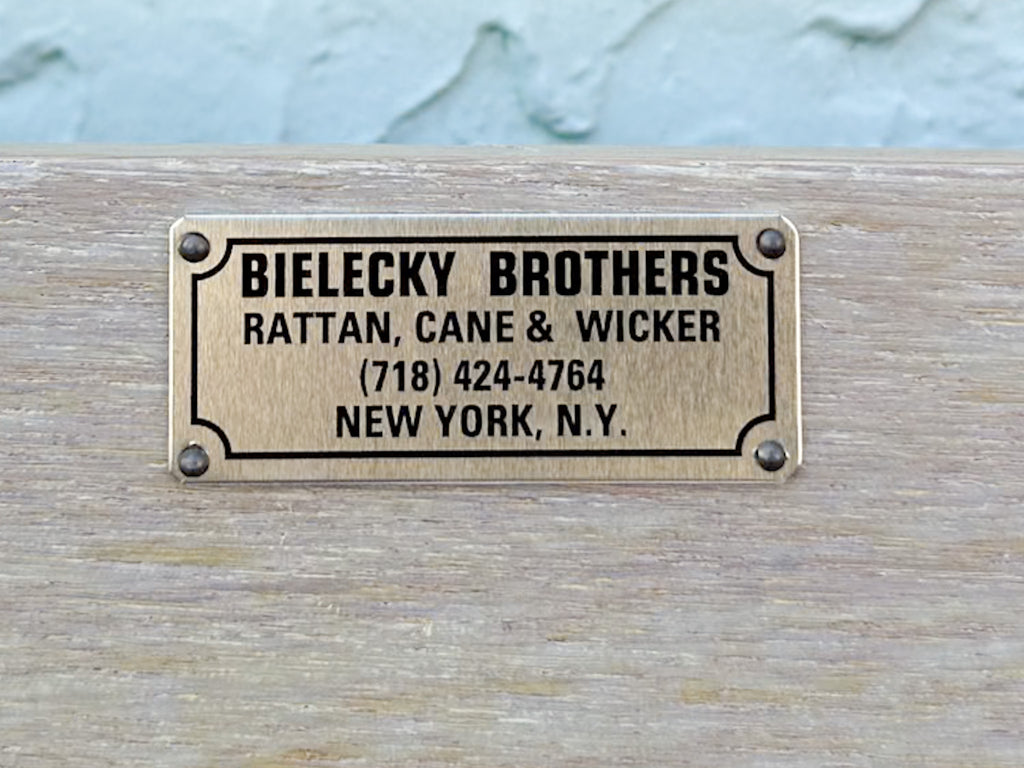 BIELECKY BROTHERS
RATTAN, CANE & WICKER
(718) 424-4764
NEW YORK, N.Y.